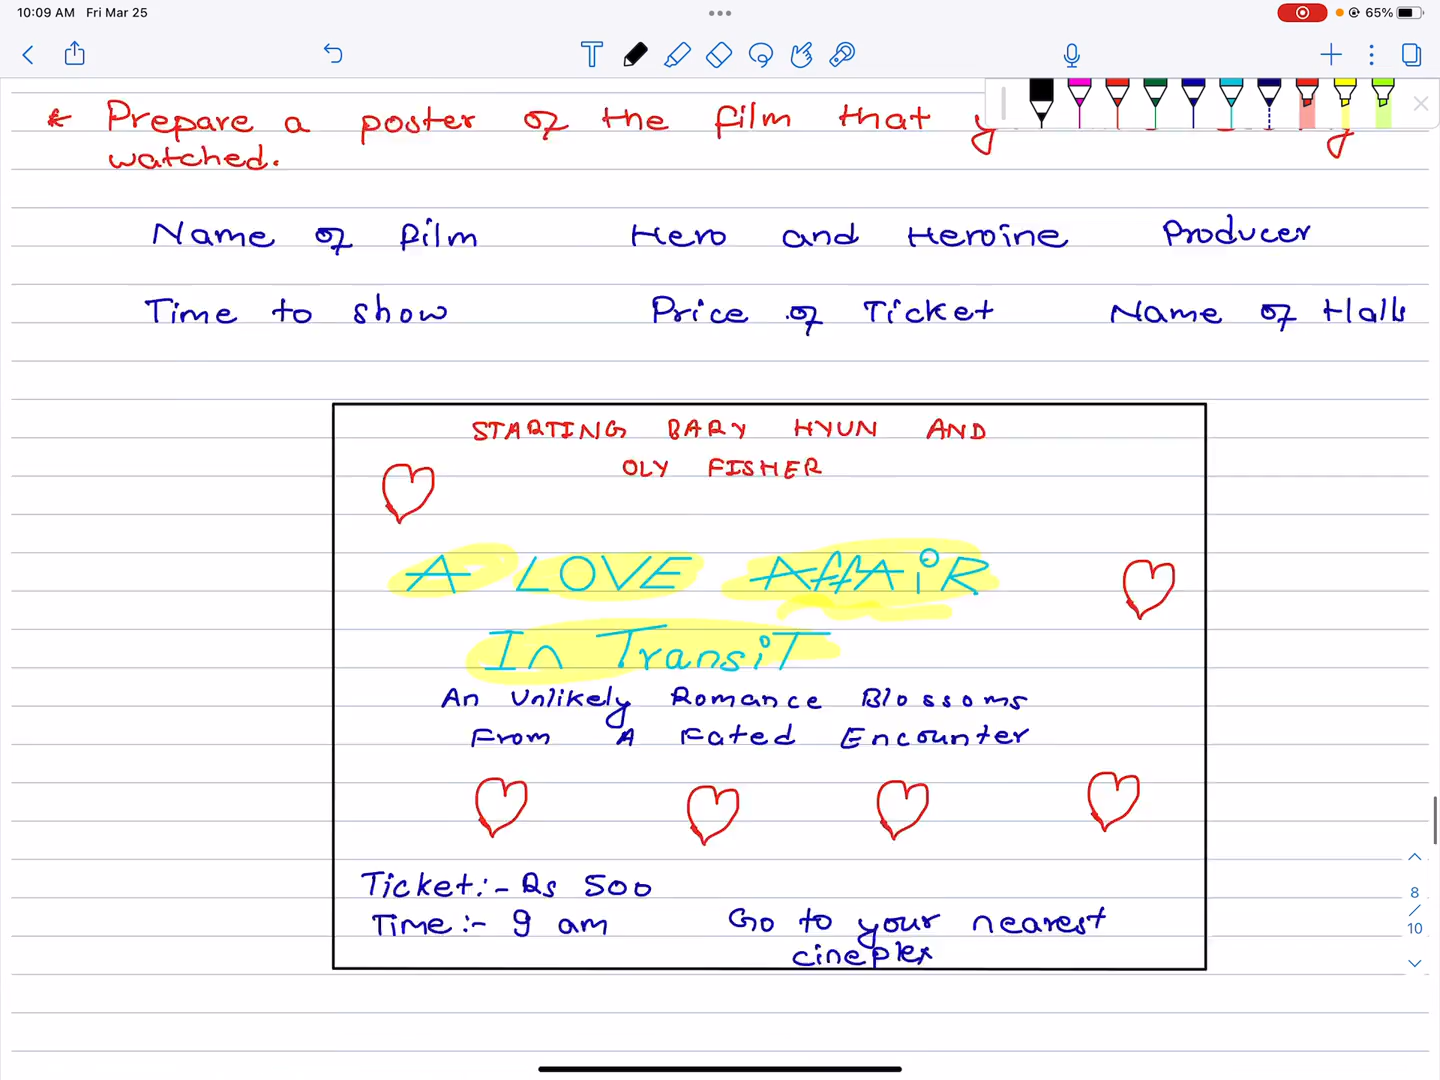 10:09 AM Fri Mar 25
65%
* Prepare a poster of the film that
watched.
Name of Film Hero and Heroine Producer
Time to show Price of Ticket Name of Halls
STARTING BARY HYUN AND
OLY FISHER
A LOVE AffAiR
In TransiT
An Unlikely Romance Blossoms
From A Fated Encounter
Ticket:- Rs 500
Time:- 9 am Go to your nearest
cineplex
8
/
10